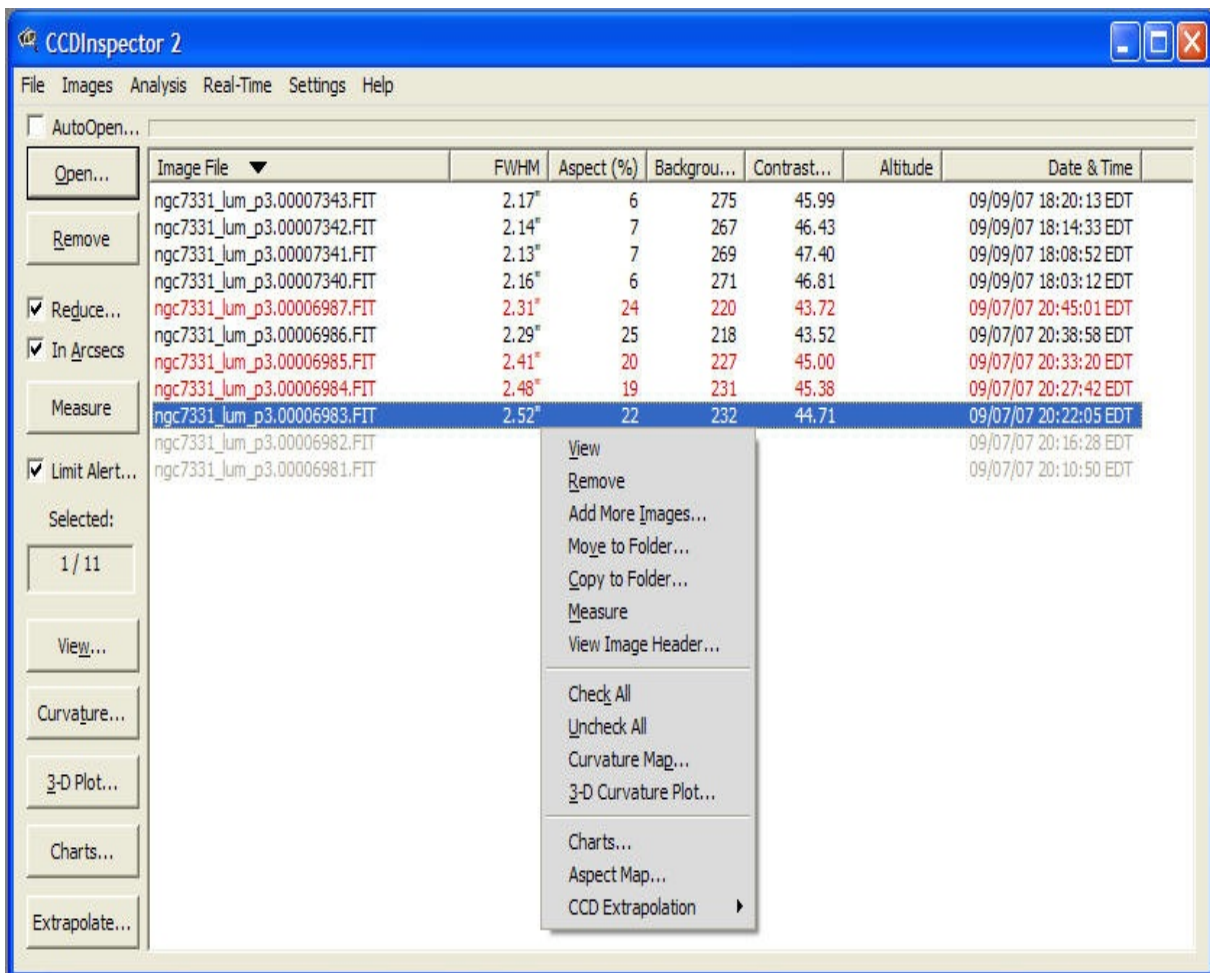 CCDInspector 2
File Images Analysis Real-Time Settings Help
AutoOpen...
Open...
Remove
Reduce...
In Arcsecs
Measure
Limit Alert...
Selected:
1 / 11
View...
Curvature...
3-D Plot...
Charts...
Extrapolate...
Image File FWHM Aspect (%) Backgrou... Contrast... Altitude Date & Time
ngc7331_lum_p3.00007343.FIT 2.17" 6 275 45.99 09/09/07 18:20:13 EDT
ngc7331_lum_p3.00007342.FIT 2.14" 7 267 46.43 09/09/07 18:14:33 EDT
ngc7331_lum_p3.00007341.FIT 2.13" 7 269 47.40 09/09/07 18:08:52 EDT
ngc7331_lum_p3.00007340.FIT 2.16" 6 271 46.81 09/09/07 18:03:12 EDT
ngc7331_lum_p3.00006987.FIT 2.31" 24 220 43.72 09/07/07 20:45:01 EDT
ngc7331_lum_p3.00006986.FIT 2.29" 25 218 43.52 09/07/07 20:38:58 EDT
ngc7331_lum_p3.00006985.FIT 2.41" 20 227 45.00 09/07/07 20:33:20 EDT
ngc7331_lum_p3.00006984.FIT 2.48" 19 231 45.38 09/07/07 20:27:42 EDT
ngc7331_lum_p3.00006983.FIT 2.52" 22 232 44.71 09/07/07 20:22:05 EDT
ngc7331_lum_p3.00006982.FIT 09/07/07 20:16:28 EDT
ngc7331_lum_p3.00006981.FIT 09/07/07 20:10:50 EDT
View
Remove
Add More Images...
Move to Folder...
Copy to Folder...
Measure
View Image Header...
Check All
Uncheck All
Curvature Map...
3-D Curvature Plot...
Charts...
Aspect Map...
CCD Extrapolation